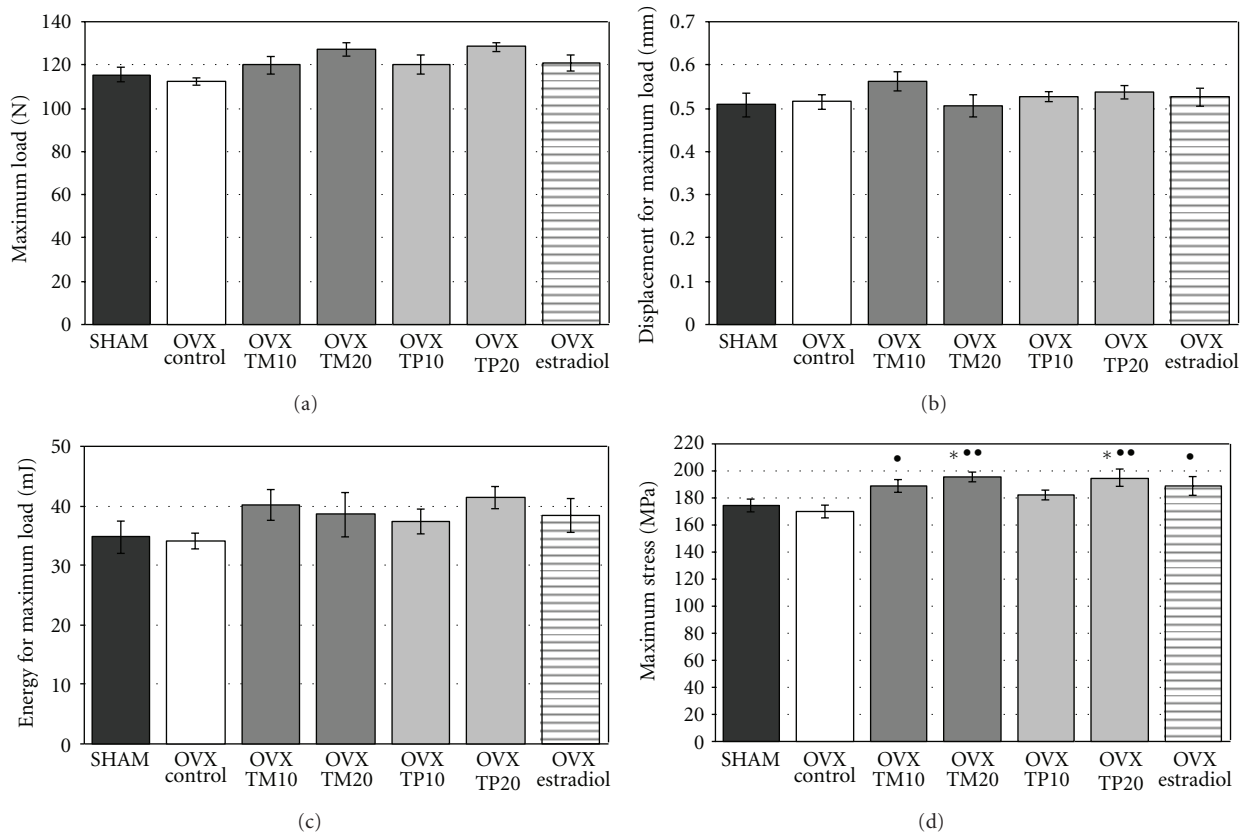 Maximum load (N)
140
120
100
80
60
40
20
0
SHAM
OVX control
OVX TM10
OVX TM20
OVX TP10
OVX TP20
OVX estradiol
(a)
Displacement for maximum load (mm)
0.7
0.6
0.5
0.4
0.3
0.2
0.1
0
SHAM
OVX control
OVX TM10
OVX TM20
OVX TP10
OVX TP20
OVX estradiol
(b)
Energy for maximum load (mJ)
50
40
30
20
10
0
SHAM
OVX control
OVX TM10
OVX TM20
OVX TP10
OVX TP20
OVX estradiol
(c)
Maximum stress (MPa)
220
200
180
160
140
120
100
80
60
40
20
0
•
* ••
* ••
•
SHAM
OVX control
OVX TM10
OVX TM20
OVX TP10
OVX TP20
OVX estradiol
(d)